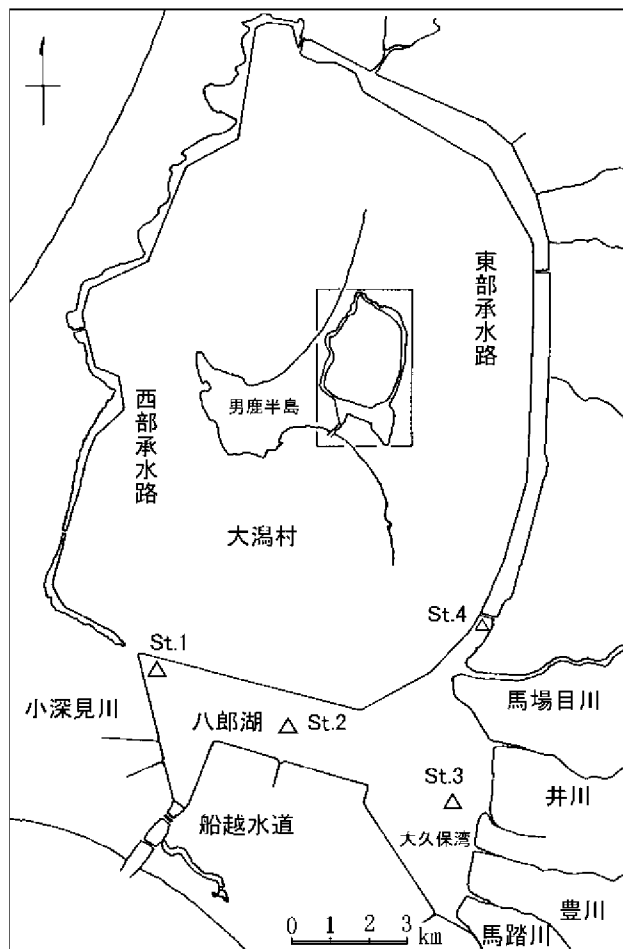 東部承水路
男鹿半島
西部承水路
大潟村
St.4
St.1
馬場目川
小深見川
八郎湖
St.2
St.3
井川
船越水道
大久保湾
豊川
0 1 2 3 km
馬踏川